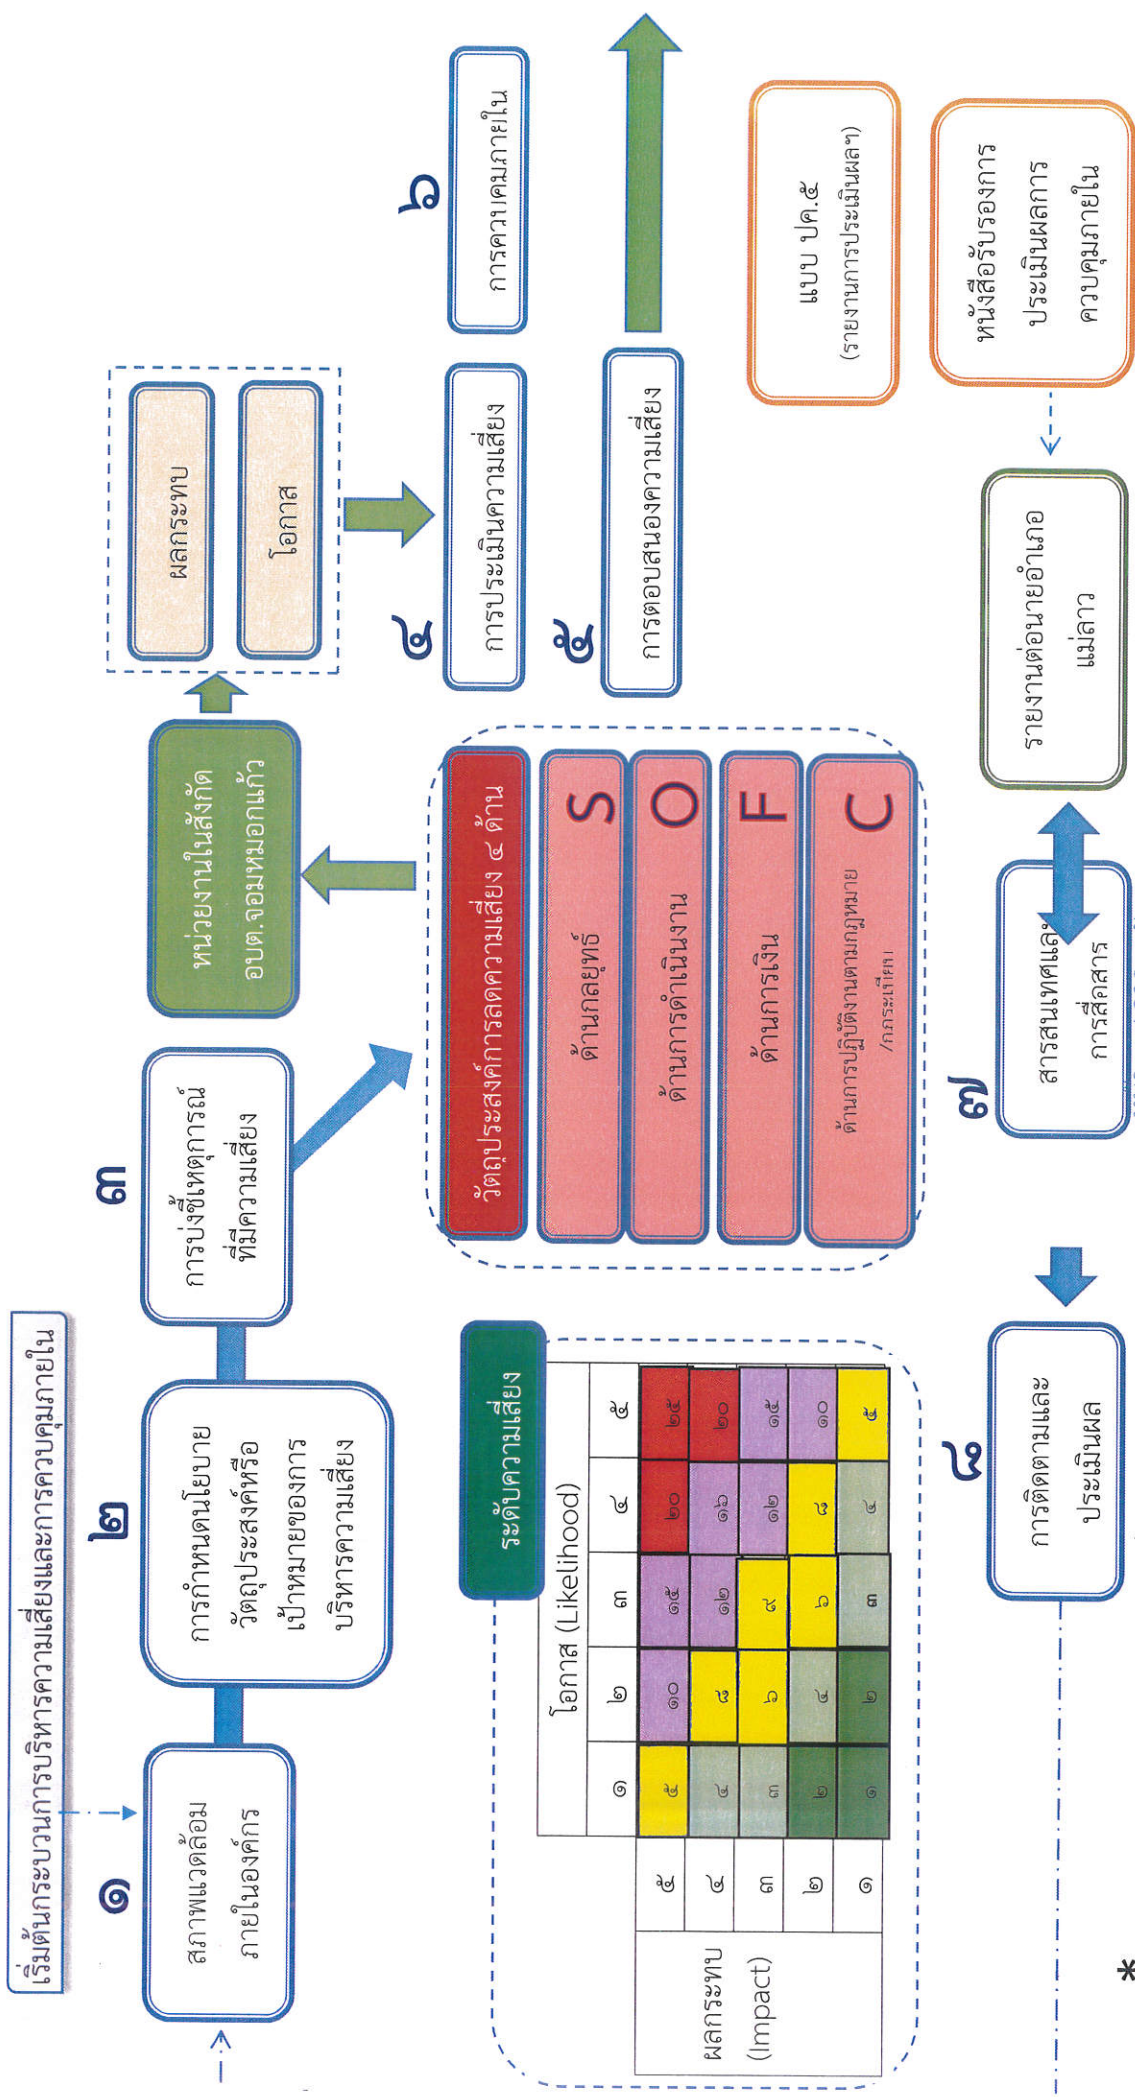 เริ่มต้นกระบวนการบริหารความเสี่ยงและการควบคุมภายใน
๑
สภาพแวดล้อม
ภายในองค์กร
๒
การกำหนดนโยบาย
วัตถุประสงค์หรือ
เป้าหมายของการ
บริหารความเสี่ยง
๓
การบ่งชี้เหตุการณ์
ที่มีความเสี่ยง
หน่วยงานในสังกัด
อบต.จอมหมอกแก้ว
ผลกระทบ
โอกาส
๔
การประเมินความเสี่ยง
๖
การควบคมภายใน
๕
การตอบสนองความเสี่ยง
วัตถุประสงค์การลดความเสี่ยง ๔ ด้าน
ด้านกลยุทธ์ S
ด้านการดำเนินงาน O
ด้านการเงิน F
ด้านการปฏิบัติงานตามกฎหมาย C
ระดับความเสี่ยง
โอกาส (Likelihood)
๑ ๒ ๓ ๔ ๕
ผลกระทบ
(Impact)
๕ ๕ ๑๐ ๑๕ ๒๐ ๒๕
๔ ๔ ๘ ๑๒ ๑๖ ๒๐
๓ ๓ ๖ ๙ ๑๒ ๑๕
๒ ๒ ๔ ๖ ๘ ๑๐
๑ ๑ ๒ ๓ ๔ ๕
แบบ ปค.๕
(รายงานการประเมินผลฯ)
หนังสือรับรองการ
ประเมินผลการ
ควบคุมภายใน
รายงานต่อนายอำเภอ
แม่ลาว
๗
สารสนเทศและ
การสื่อสาร
๘
การติดตามและ
ประเมินผล
*